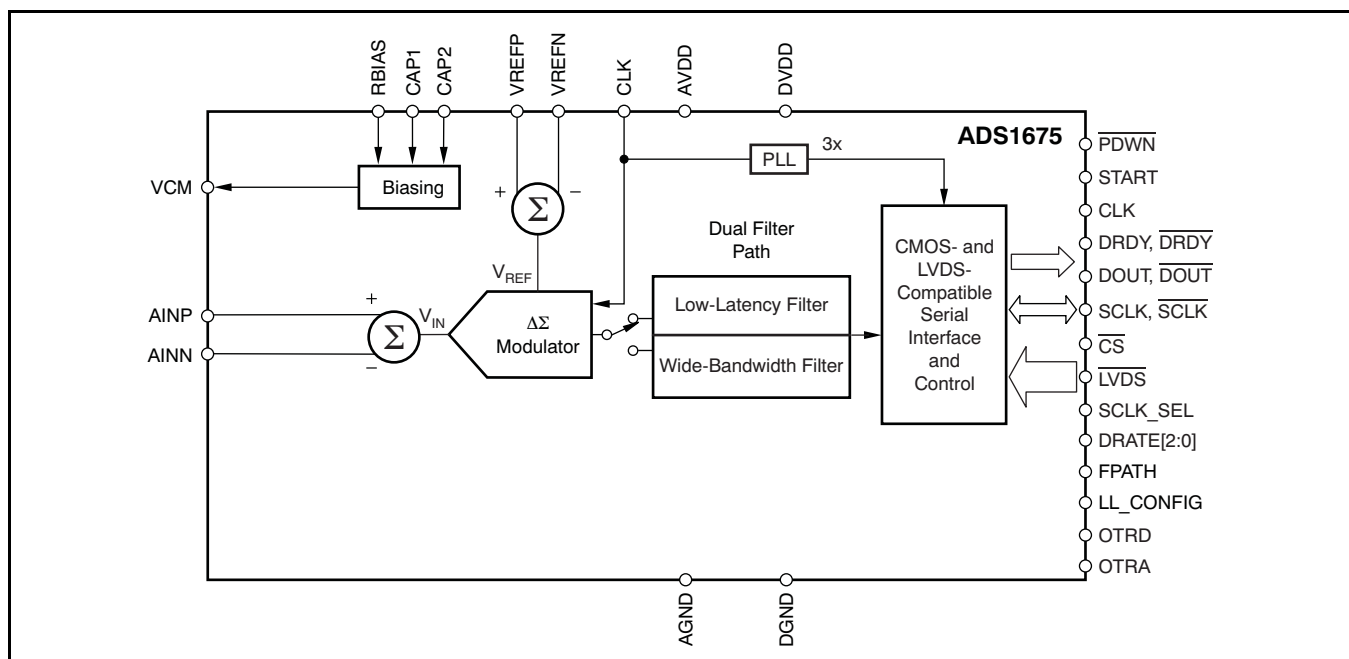 RBIAS
CAP1
CAP2
VREFP
VREFN
CLK
AVDD
DVDD
ADS1675
PLL
3x
Biasing
VCM
+
−
Σ
VREF
Dual Filter
Path
CMOS- and
LVDS-
Compatible
Serial
Interface
and
Control
AINP
AINN
+
−
Σ
VIN
ΔΣ
Modulator
Low-Latency Filter
Wide-Bandwidth Filter
PDWN
START
CLK
DRDY, DRDY
DOUT, DOUT
SCLK, SCLK
CS
LVDS
SCLK_SEL
DRATE[2:0]
FPATH
LL_CONFIG
OTRD
OTRA
AGND
DGND